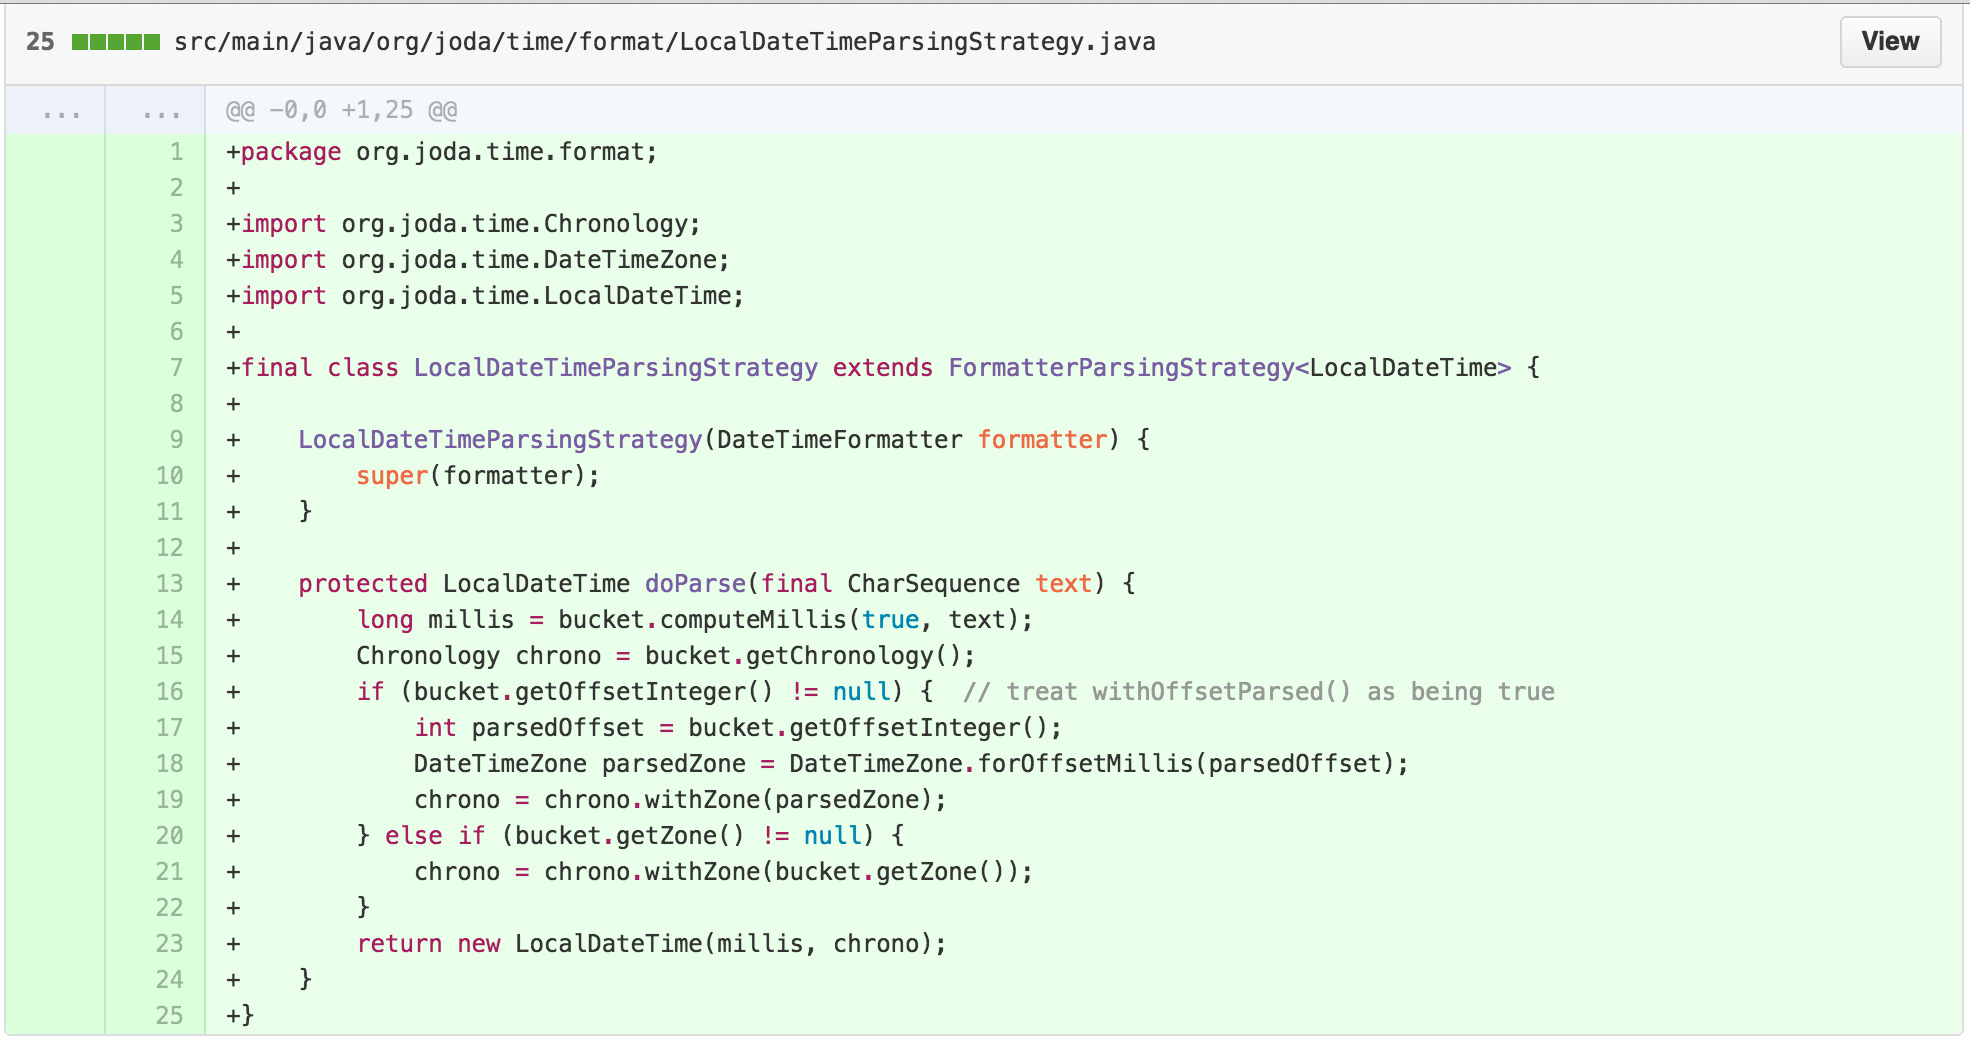 25 src/main/java/org/joda/time/format/LocalDateTimeParsingStrategy.java View
... ... @@ -0,0 +1,25 @@
1 +package org.joda.time.format;
2 +
3 +import org.joda.time.Chronology;
4 +import org.joda.time.DateTimeZone;
5 +import org.joda.time.LocalDateTime;
6 +
7 +final class LocalDateTimeParsingStrategy extends FormatterParsingStrategy<LocalDateTime> {
8 +
9 +    LocalDateTimeParsingStrategy(DateTimeFormatter formatter) {
10 +        super(formatter);
11 +    }
12 +
13 +    protected LocalDateTime doParse(final CharSequence text) {
14 +        long millis = bucket.computeMillis(true, text);
15 +        Chronology chrono = bucket.getChronology();
16 +        if (bucket.getOffsetInteger() != null) {  // treat withOffsetParsed() as being true
17 +            int parsedOffset = bucket.getOffsetInteger();
18 +            DateTimeZone parsedZone = DateTimeZone.forOffsetMillis(parsedOffset);
19 +            chrono = chrono.withZone(parsedZone);
20 +        } else if (bucket.getZone() != null) {
21 +            chrono = chrono.withZone(bucket.getZone());
22 +        }
23 +        return new LocalDateTime(millis, chrono);
24 +    }
25 +}